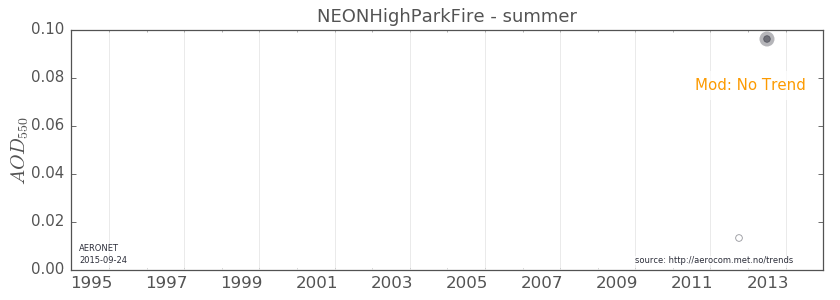 NEONHighParkFire - summer
0.10
0.08
0.06
0.04
0.02
0.00
AOD550
Mod: No Trend
AERONET
2015-09-24
source: http://aerocom.met.no/trends
1995 1997 1999 2001 2003 2005 2007 2009 2011 2013